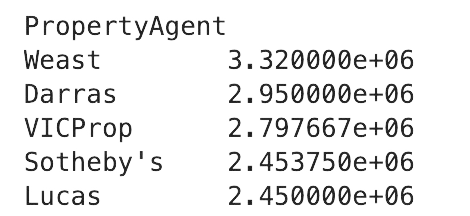 PropertyAgent
Weast 3.320000e+06
Darras 2.950000e+06
VICProp 2.797667e+06
Sotheby's 2.453750e+06
Lucas 2.450000e+06